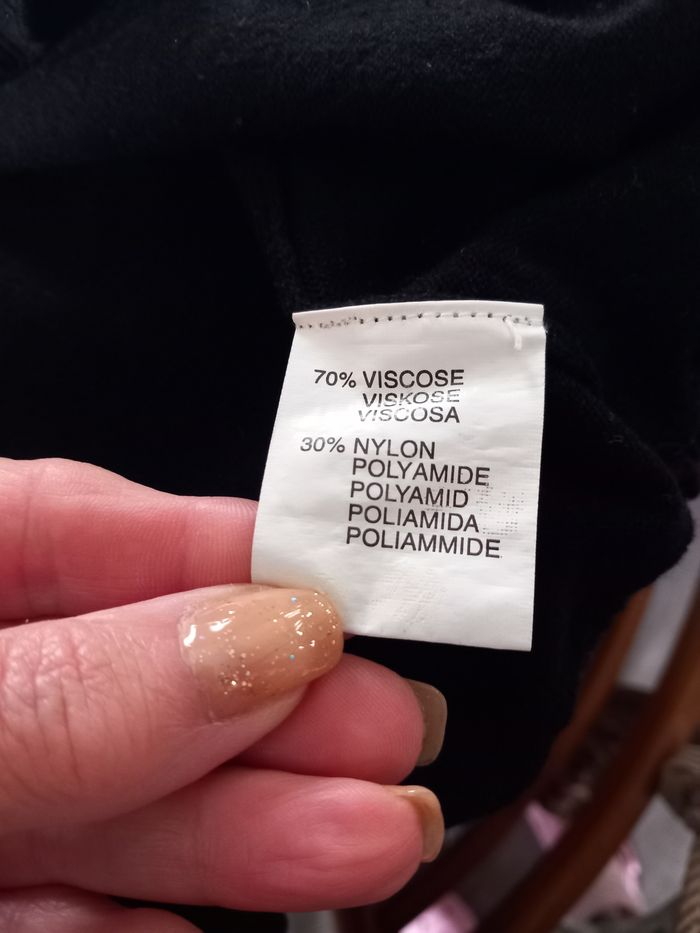 70% VISCOSE
VISKOSE
VISCOSA
30% NYLON
POLYAMIDE
POLYAMID
POLIAMIDA
POLIAMMIDE